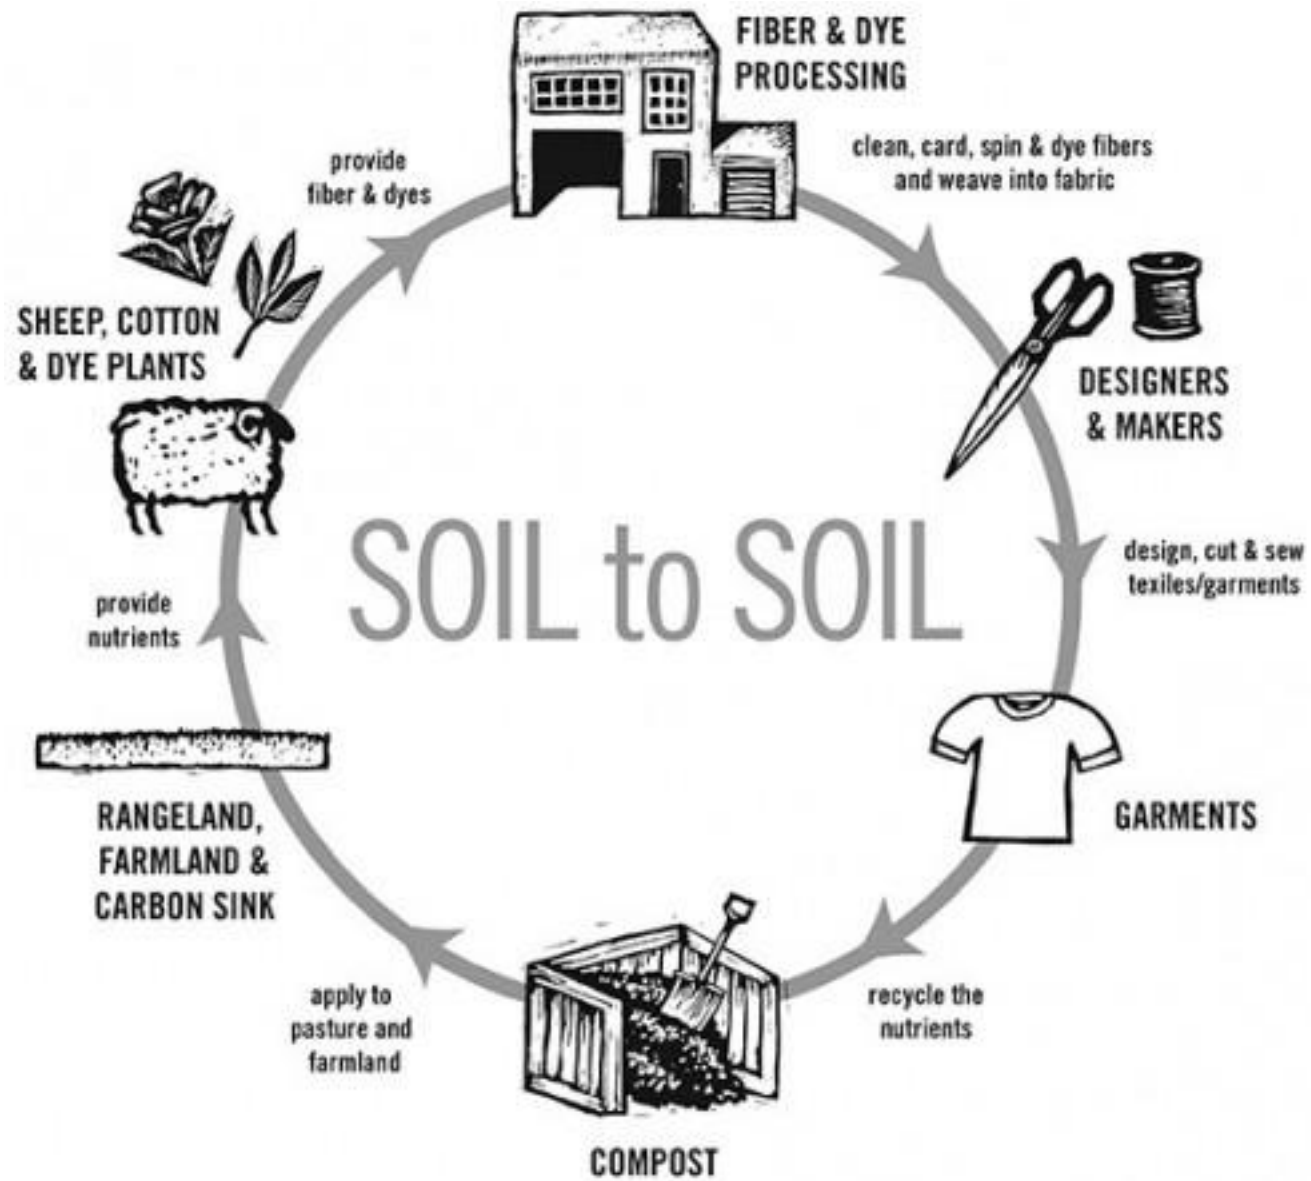 FIBER & DYE
PROCESSING
clean, card, spin & dye fibers
and weave into fabric
DESIGNERS
& MAKERS
design, cut & sew
texiles/garments
GARMENTS
recycle the
nutrients
COMPOST
apply to
pasture and
farmland
RANGELAND,
FARMLAND &
CARBON SINK
provide
nutrients
SHEEP, COTTON
& DYE PLANTS
provide
fiber & dyes
SOIL to SOIL